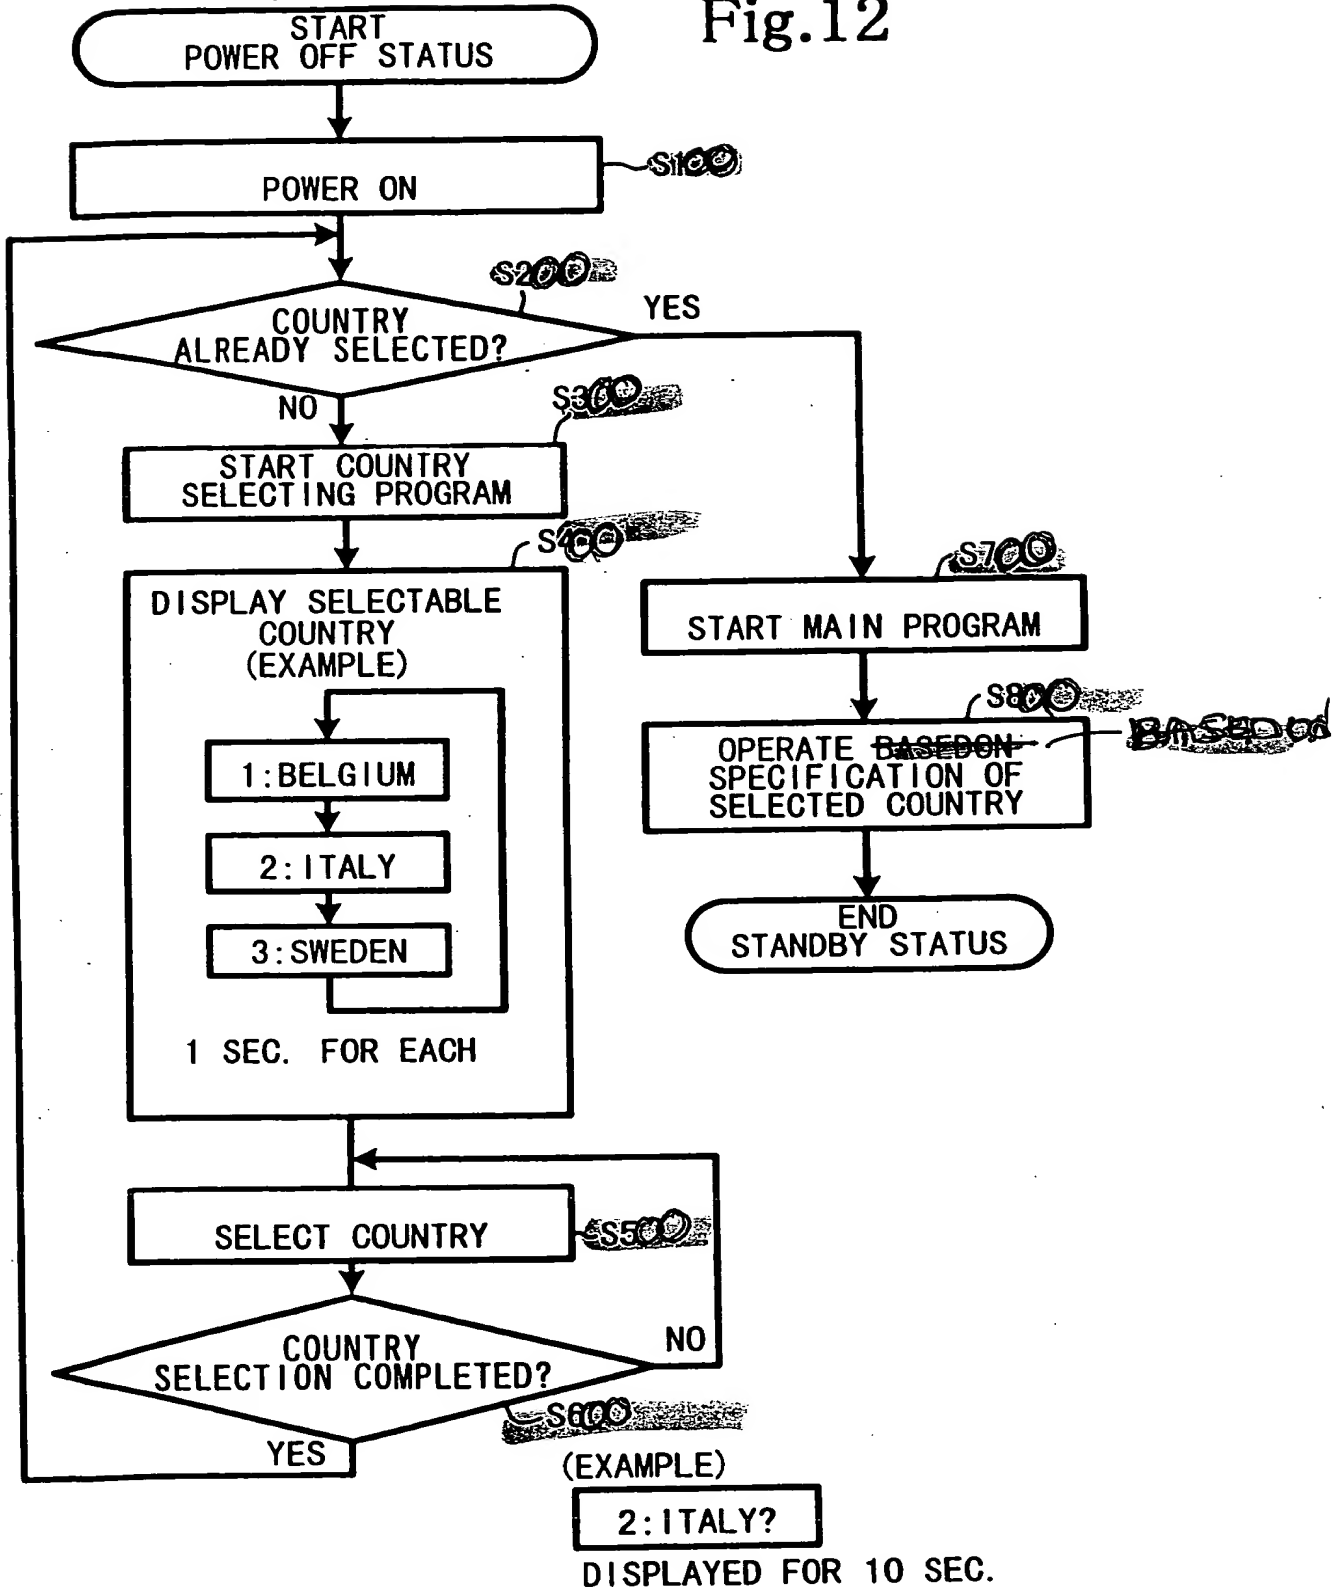 Fig.12
START
POWER OFF STATUS
POWER ON
S100
S200
COUNTRY
ALREADY SELECTED?
YES
NO
S300
START COUNTRY
SELECTING PROGRAM
S400
DISPLAY SELECTABLE
COUNTRY
(EXAMPLE)
1:BELGIUM
2:ITALY
3:SWEDEN
1 SEC. FOR EACH
S700
START MAIN PROGRAM
S800
OPERATE BASEDON
BASED ON
SPECIFICATION OF
SELECTED COUNTRY
END
STANDBY STATUS
SELECT COUNTRY
S500
COUNTRY
SELECTION COMPLETED?
NO
S600
YES
(EXAMPLE)
2:ITALY?
DISPLAYED FOR 10 SEC.